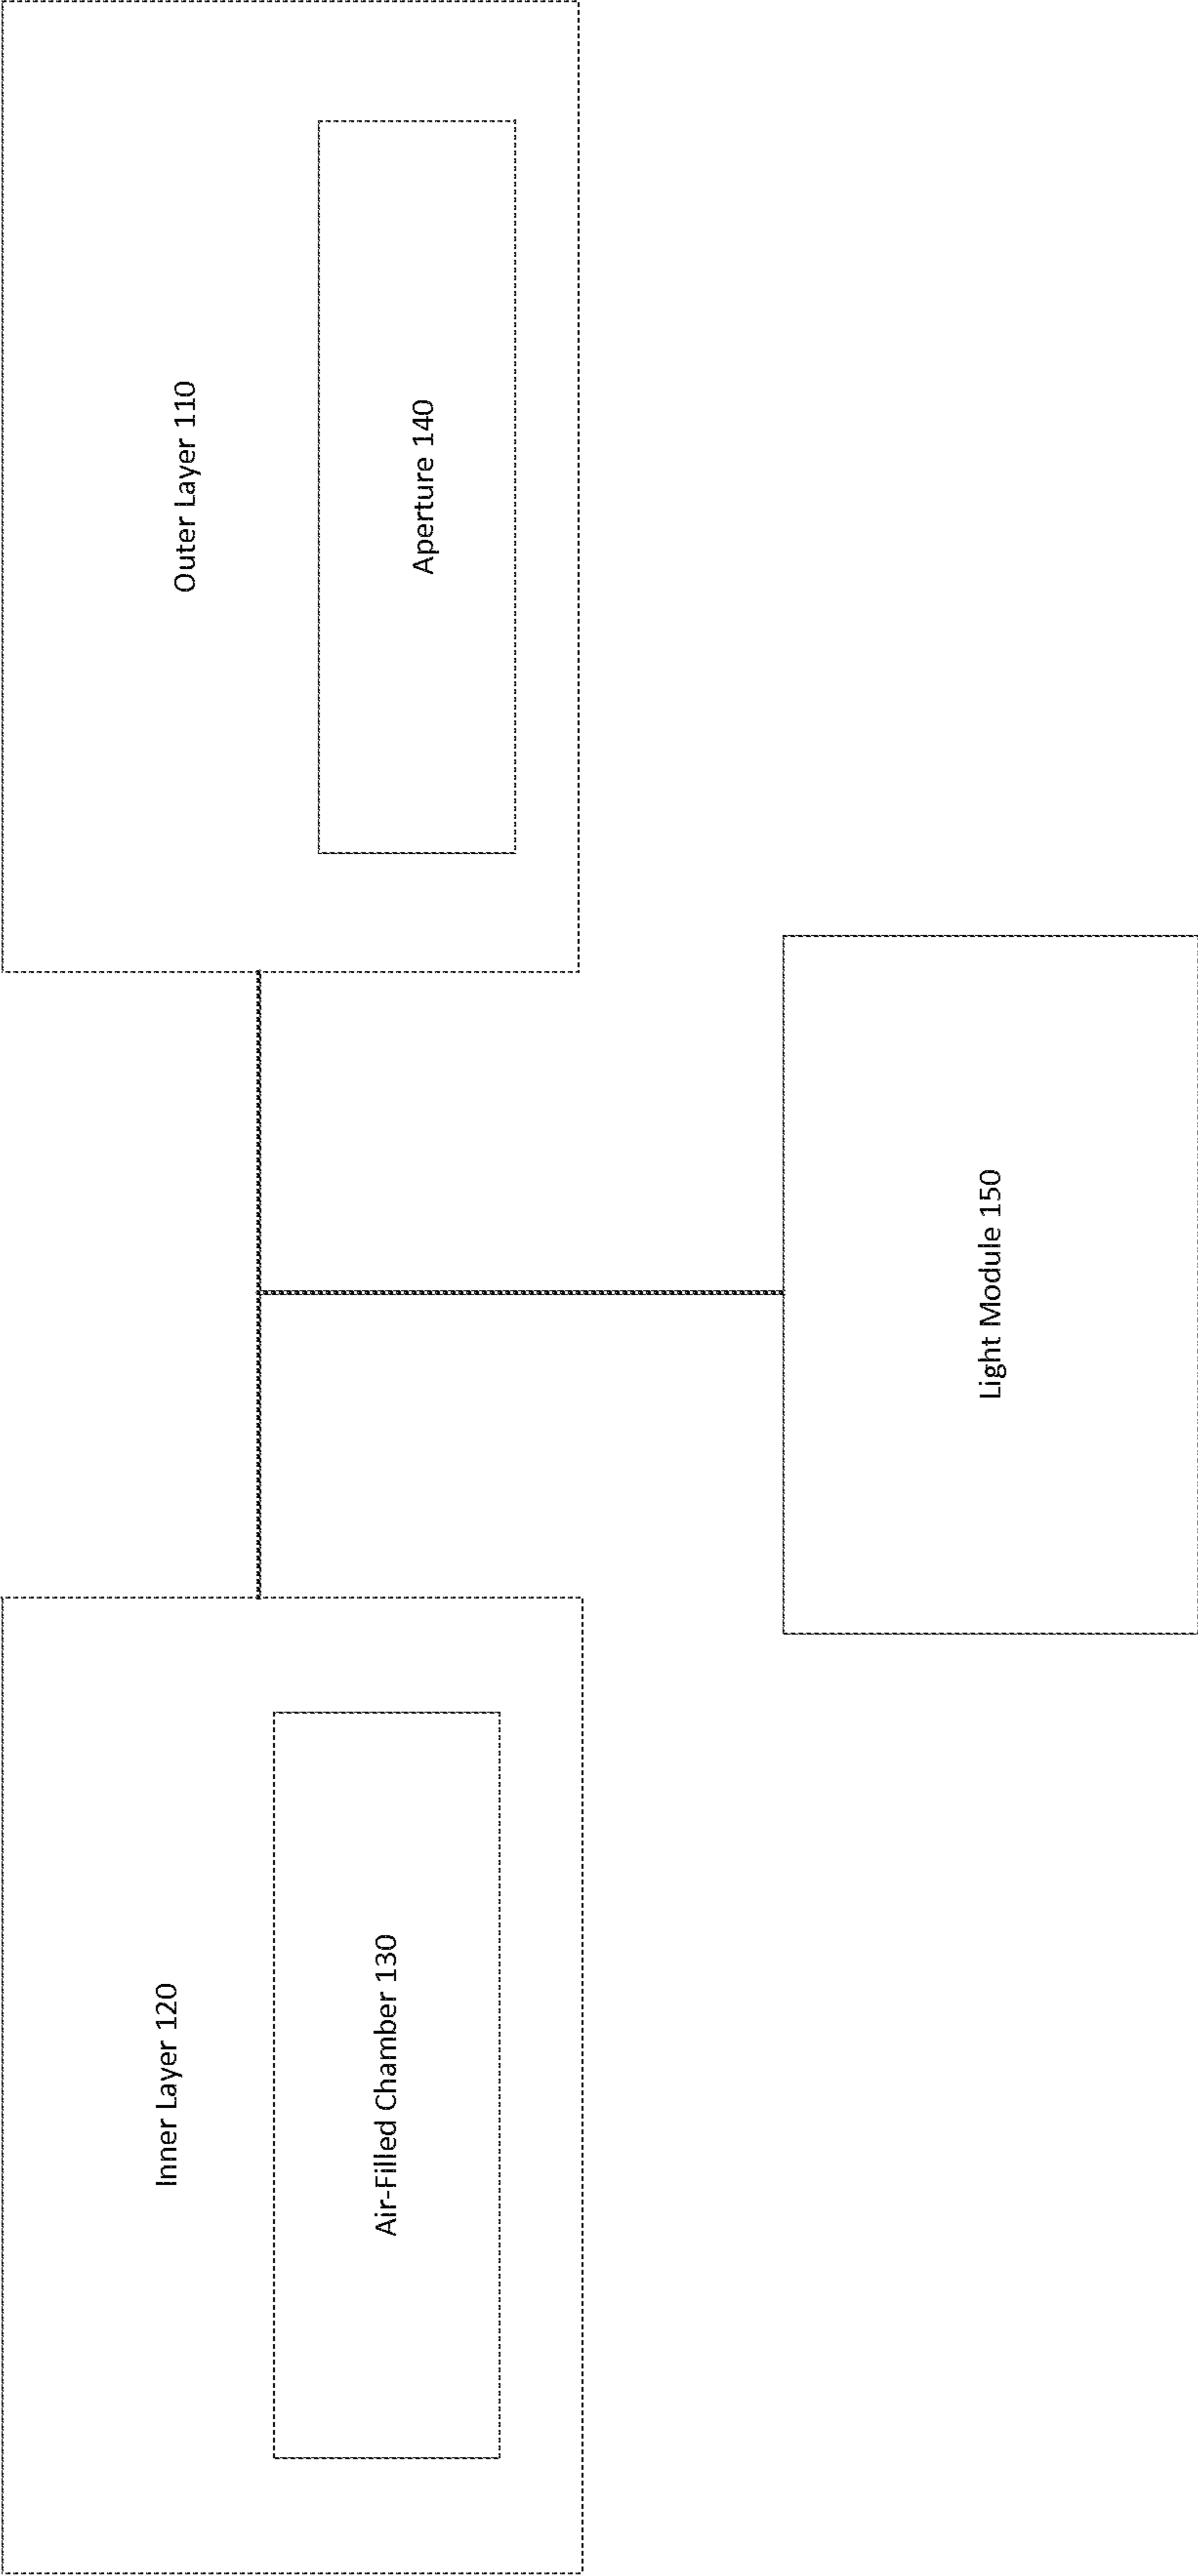 Inner Layer 120
Air-Filled Chamber 130
Outer Layer 110
Aperture 140
Light Module 150